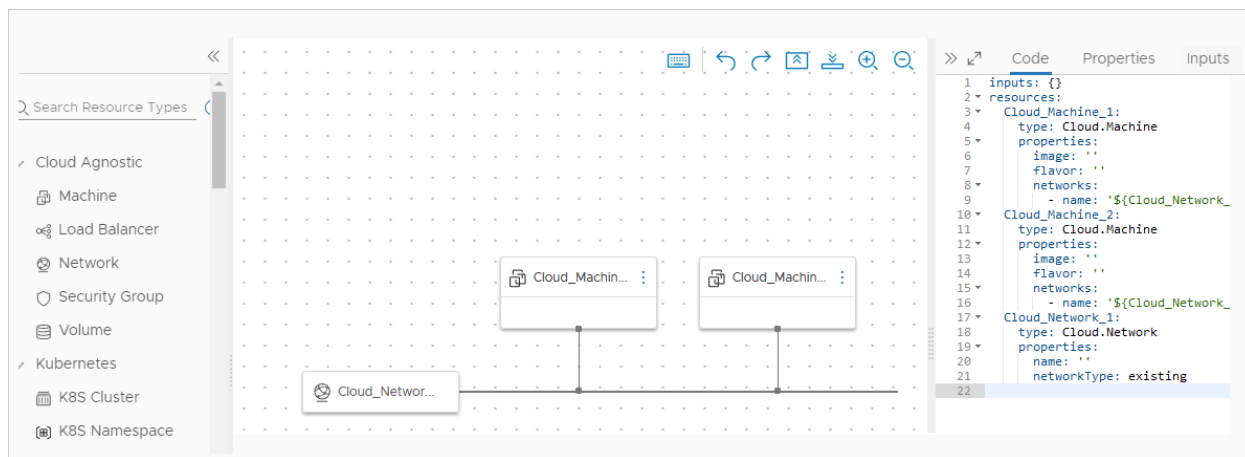 Search Resource Types
Cloud Agnostic
Machine
Load Balancer
Network
Security Group
Volume
Kubernetes
K8S Cluster
K8S Namespace
Cloud_Machin...
Cloud_Machin...
Cloud_Networ...
Code Properties Inputs
1 inputs: {}
2 resources:
3 Cloud_Machine_1:
4 type: Cloud.Machine
5 properties:
6 image: ''
7 flavor: ''
8 networks:
9 - name: '${Cloud_Network_
10 Cloud_Machine_2:
11 type: Cloud.Machine
12 properties:
13 image: ''
14 flavor: ''
15 networks:
16 - name: '${Cloud_Network_
17 Cloud_Network_1:
18 type: Cloud.Network
19 properties:
20 name: ''
21 networkType: existing
22